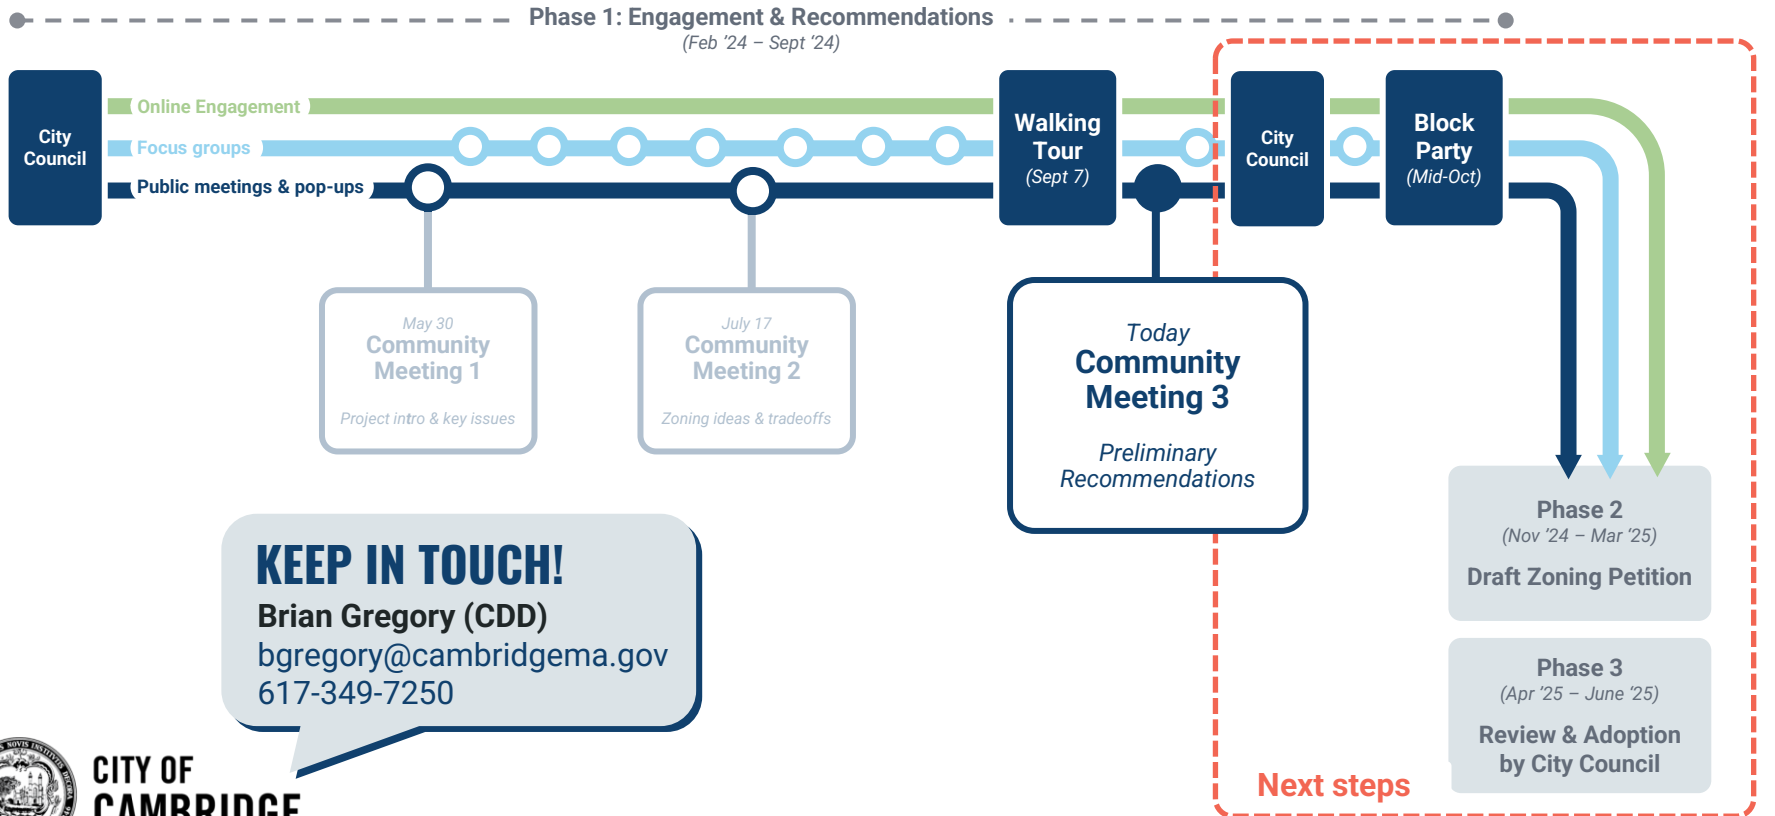 Phase 1: Engagement & Recommendations
(Feb ‘24 – Sept ‘24)
City
Council
Online Engagement
Focus groups
Public meetings & pop-ups
Walking
Tour
(Sept 7)
City
Council
Block
Party
(Mid-Oct)
May 30
Community
Meeting 1
Project intro & key issues
July 17
Community
Meeting 2
Zoning ideas & tradeoffs
Today
Community
Meeting 3
Preliminary
Recommendations
Phase 2
(Nov ‘24 – Mar ‘25)
Draft Zoning Petition
Phase 3
(Apr ‘25 – June ‘25)
Review & Adoption
by City Council
Next steps
KEEP IN TOUCH!
Brian Gregory (CDD)
bgregory@cambridgema.gov
617-349-7250
CITY OF
CAMBRIDGE